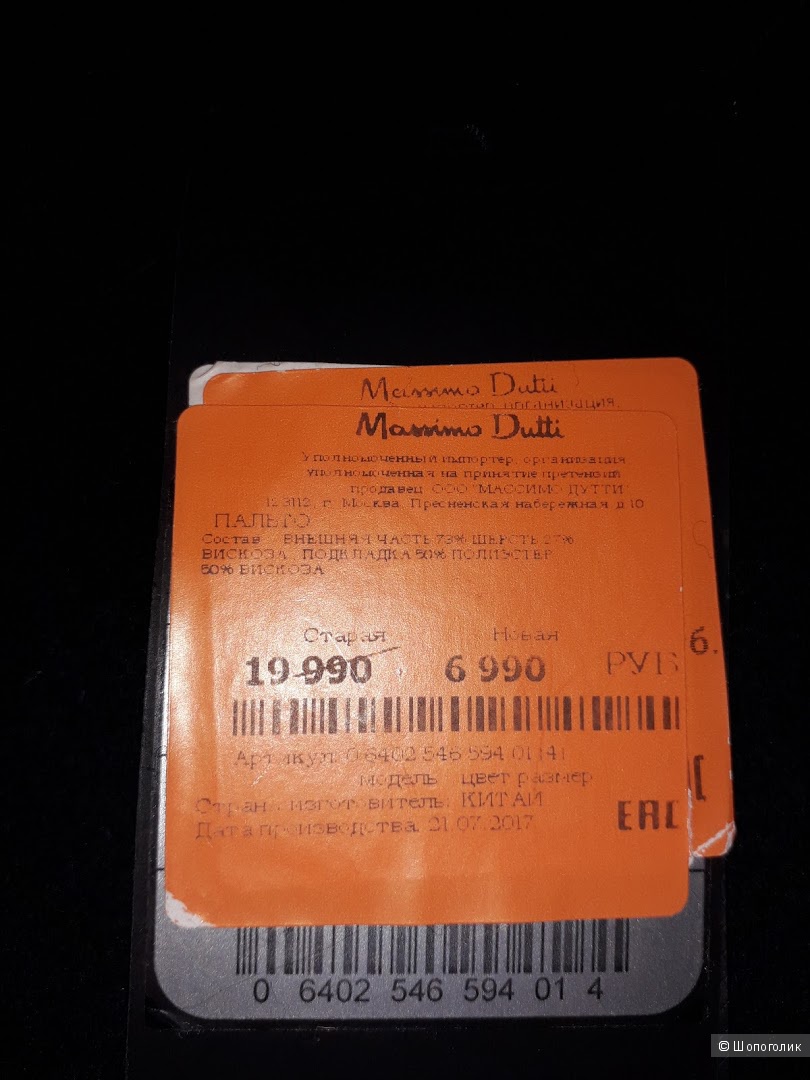 Massimo Dutti
организация,
Massimo Dutti
Уполномоченный импортер, организация
уполномоченная на принятие претензий
продавец ООО "МАССИМО ДУТТИ"
123112, г. Москва, Пресненская набережная д 10
ПАЛЬТО
Состав ВНЕШНЯЯ ЧАСТЬ 73% ШЕРСТЬ 27%
ВИСКОЗА ПОДКЛАДКА 50% ПОЛИЭСТЕР
50% ВИСКОЗА
Старая Новая
19 990 6 990 РУБ
б.
Артикул 0 6402 546 594 01 (4)
модель цвет размер
Страна изготовитель: КИТАЙ
Дата производства 21.07.2017
EAC
0 6402 546 594 01 4
© Шопоголик